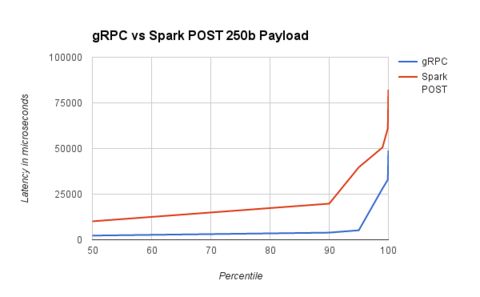 gRPC vs Spark POST 250b Payload
100000
75000
50000
25000
0
50
60
70
80
90
100
Latency in microseconds
Percentile
gRPC
Spark
POST